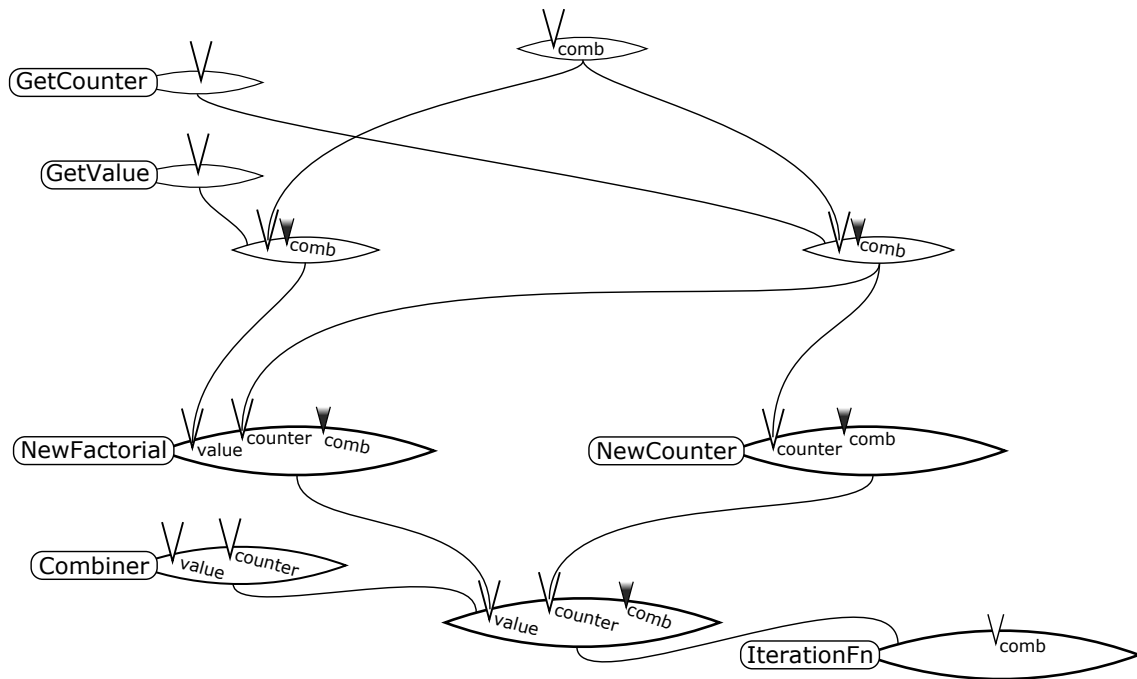 comb
GetCounter
GetValue
comb
comb
NewFactorial
value
counter
comb
NewCounter
counter
comb
Combiner
value
counter
value
counter
comb
IterationFn
comb